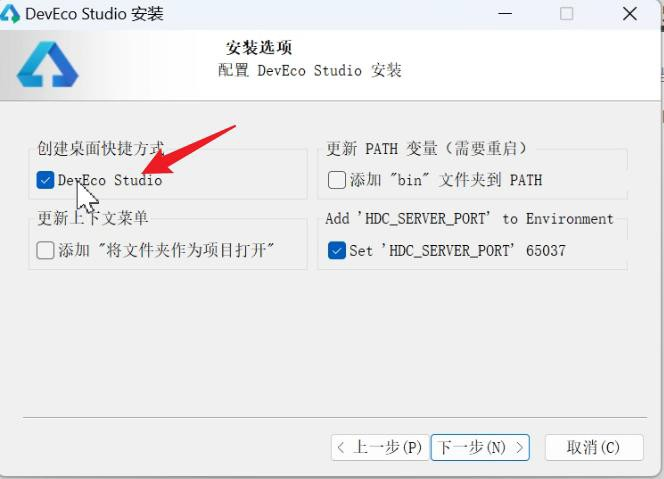 DevEco Studio 安装
安装选项
配置 DevEco Studio 安装
创建桌面快捷方式
DevEco Studio
更新上下文菜单
添加 "将文件夹作为项目打开"
更新 PATH 变量（需要重启）
添加 "bin" 文件夹到 PATH
Add 'HDC_SERVER_PORT' to Environment
Set 'HDC_SERVER_PORT' 65037
< 上一步(P)
下一步(N) >
取消(C)